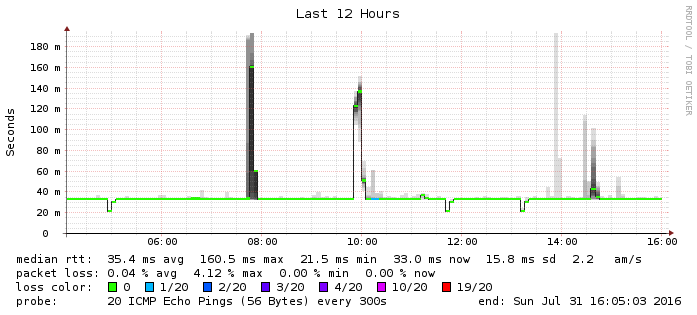 Last 12 Hours
RRDTOOL / TOBI OETIKER
Seconds
180 m
160 m
140 m
120 m
100 m
80 m
60 m
40 m
20 m
0
06:00 08:00 10:00 12:00 14:00 16:00
median rtt: 35.4 ms avg 160.5 ms max 21.5 ms min 33.0 ms now 15.8 ms sd 2.2 am/s
packet loss: 0.04 % avg 4.12 % max 0.00 % min 0.00 % now
loss color: 0 1/20 2/20 3/20 4/20 10/20 19/20
probe: 20 ICMP Echo Pings (56 Bytes) every 300s end: Sun Jul 31 16:05:03 2016